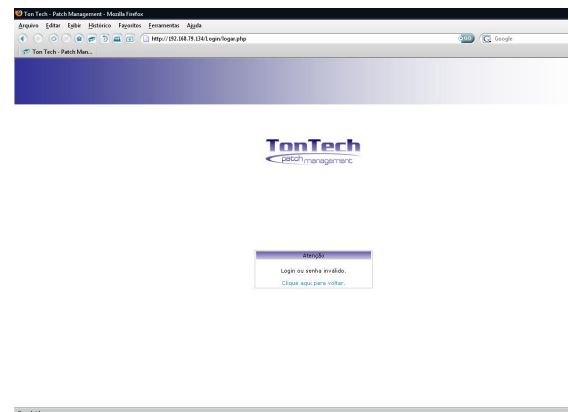 Ton Tech - Patch Management - Mozilla Firefox
Arquivo Editar Exibir Histórico Favoritos Ferramentas Ajuda
http://192.168.79.134/Login/logar.php
Google
Ton Tech - Patch Man...
TonTech
patch management
Atenção
Login ou senha inválido.
Clique aqui para voltar.